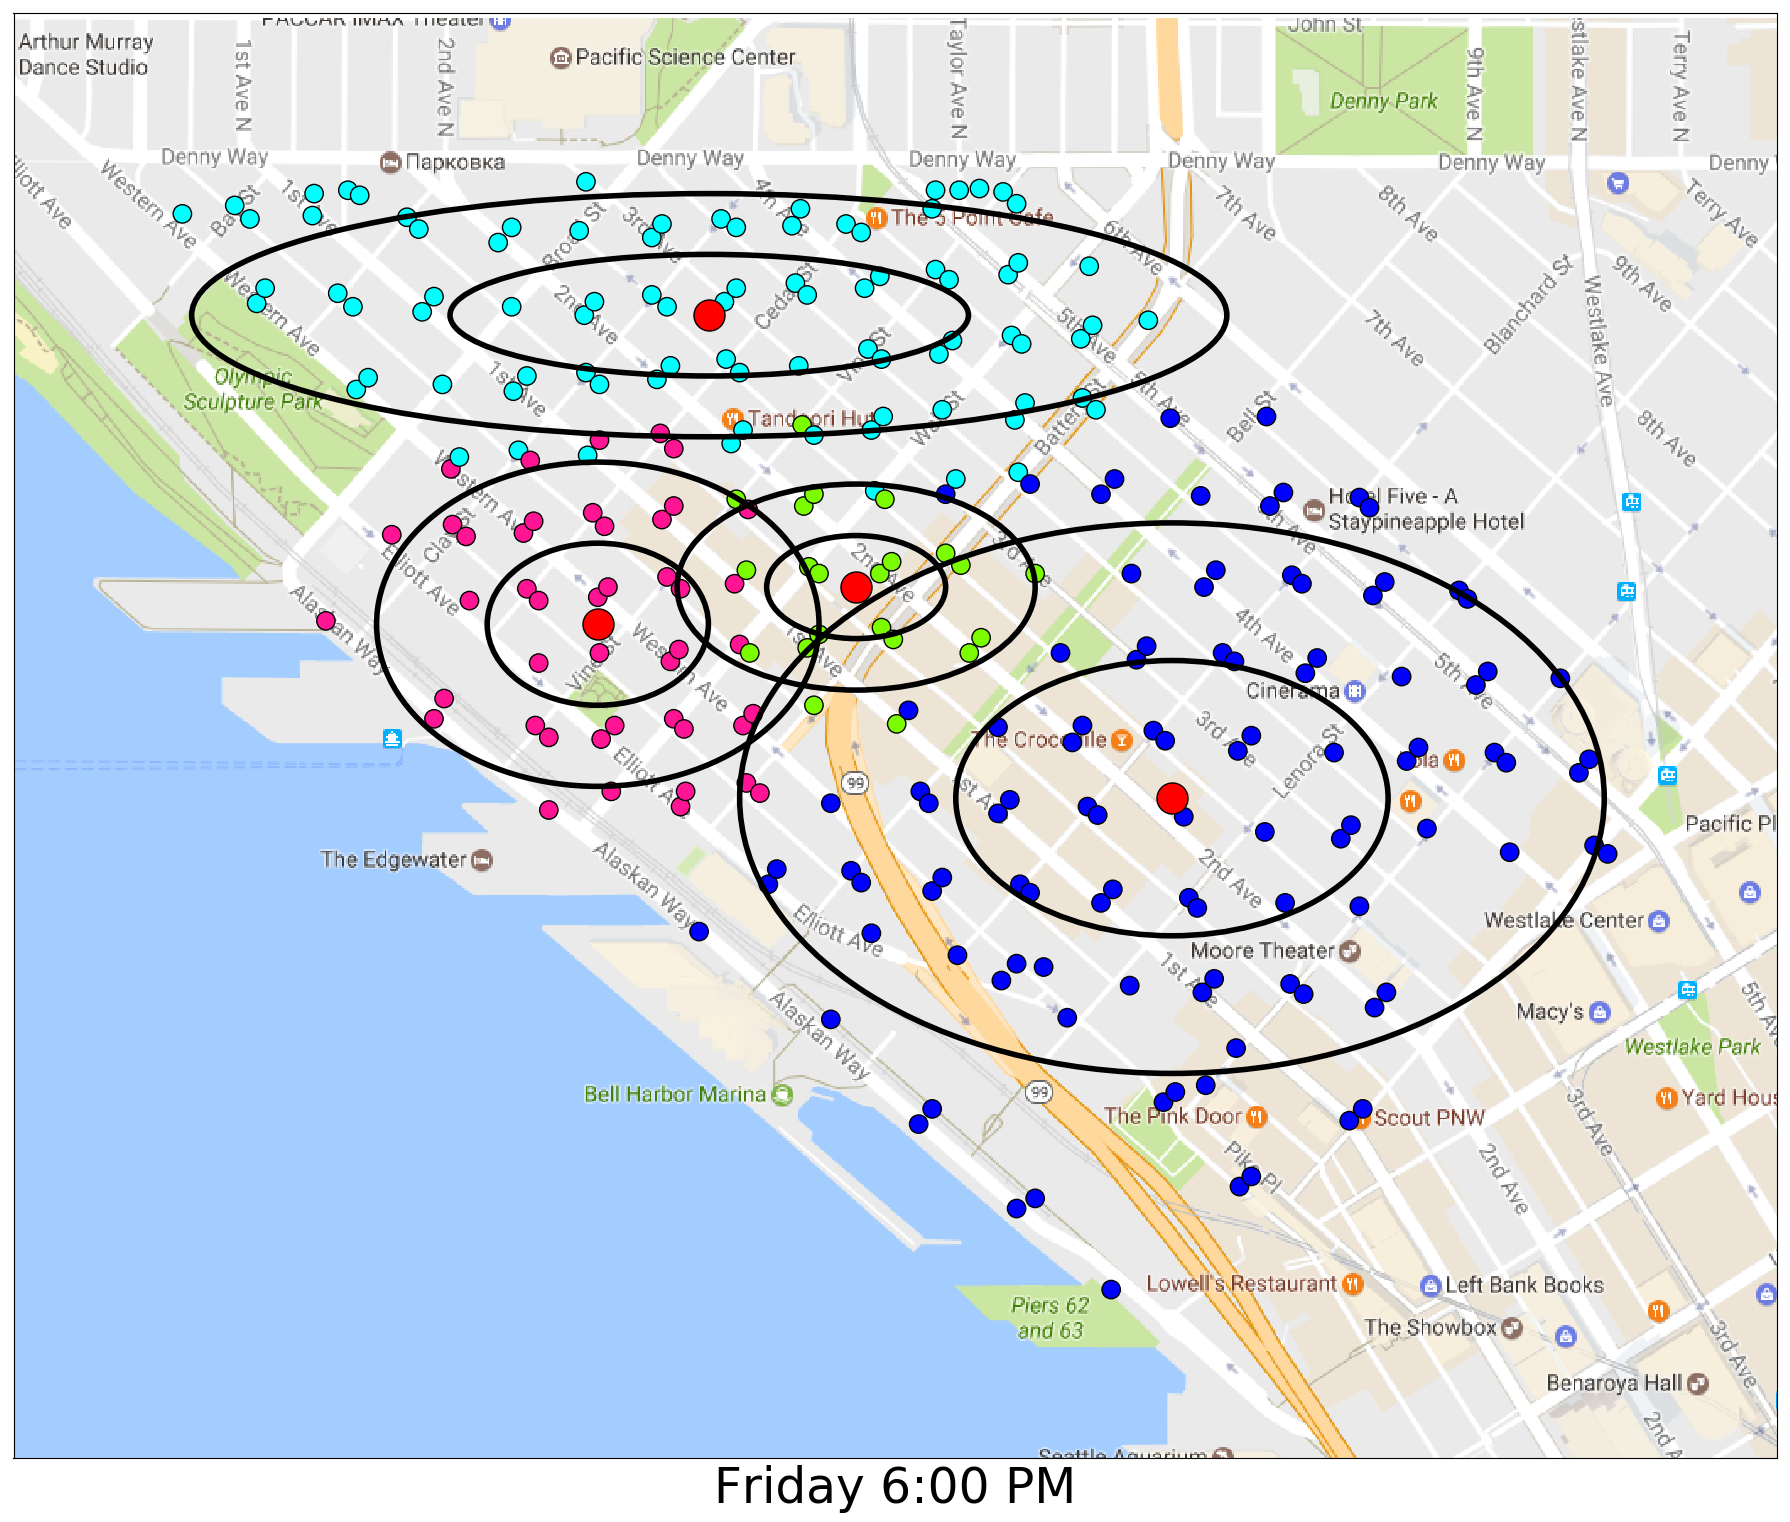 PACCAR IMAX Theater
John St
Arthur Murray
Dance Studio
1st Ave N
2nd Ave N
Pacific Science Center
Taylor Ave N
9th Ave N
Westlake Ave N
Terry Ave N
Denny Park
Denny Way
Парковка
Denny Way
Denny Way
Denny Way
Denny Way
Denny
Elliott Ave
Western Ave
Bay St
1st Ave
Broad St
3rd Ave
4th Ave
The 5 Point Cafe
6th Ave
7th Ave
8th Ave
Terry Ave
9th Ave
Western Ave
2nd Ave
Cedar St
Vine St
5th Ave
7th Ave
Blanchard St
Westlake Ave
Olympic
Sculpture Park
1st Ave
Tandoori Hut
Wall St
Battery St
6th Ave
Bell St
8th Ave
Western Ave
Clay St
Elliott Ave
Hotel Five - A
Staypineapple Hotel
6th Ave
2nd Ave
3rd Ave
Alaskan Way
Vine St
Western Ave
1st Ave
4th Ave
5th Ave
Cinerama
The Crocodile
3rd Ave
Lenora St
Lola
Elliott Ave
99
1st Ave
Pacific Pl
The Edgewater
Alaskan Way
2nd Ave
Elliott Ave
Westlake Center
Moore Theater
1st Ave
Alaskan Way
Macy's
5th Ave
Westlake Park
Bell Harbor Marina
99
The Pink Door
Scout PNW
3rd Ave
Yard Hous
Pike Pl
2nd Ave
Lowell's Restaurant
Left Bank Books
Piers 62
and 63
The Showbox
3rd Ave
Benaroya Hall
2nd A
Seattle Aquarium
Friday 6:00 PM